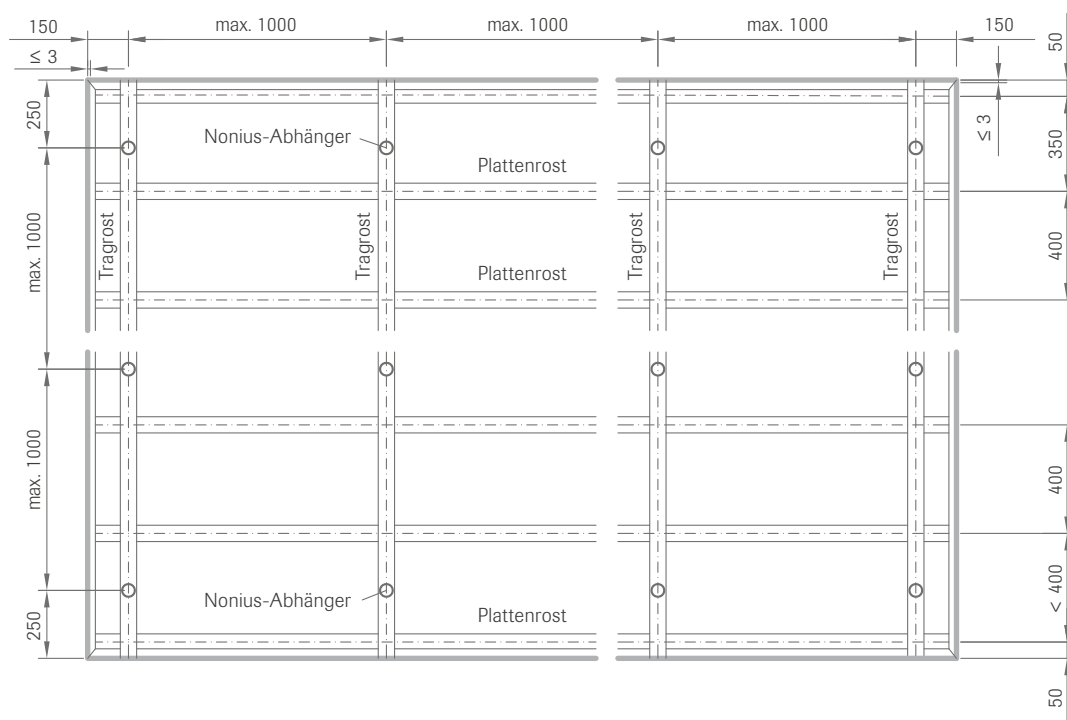 150
max. 1000
max. 1000
max. 1000
150
50
≤ 3
250
≤ 3
350
Nonius-Abhänger
Plattenrost
max. 1000
Tragrost
Tragrost
Tragrost
Tragrost
400
Plattenrost
max. 1000
400
< 400
Nonius-Abhänger
Plattenrost
250
50